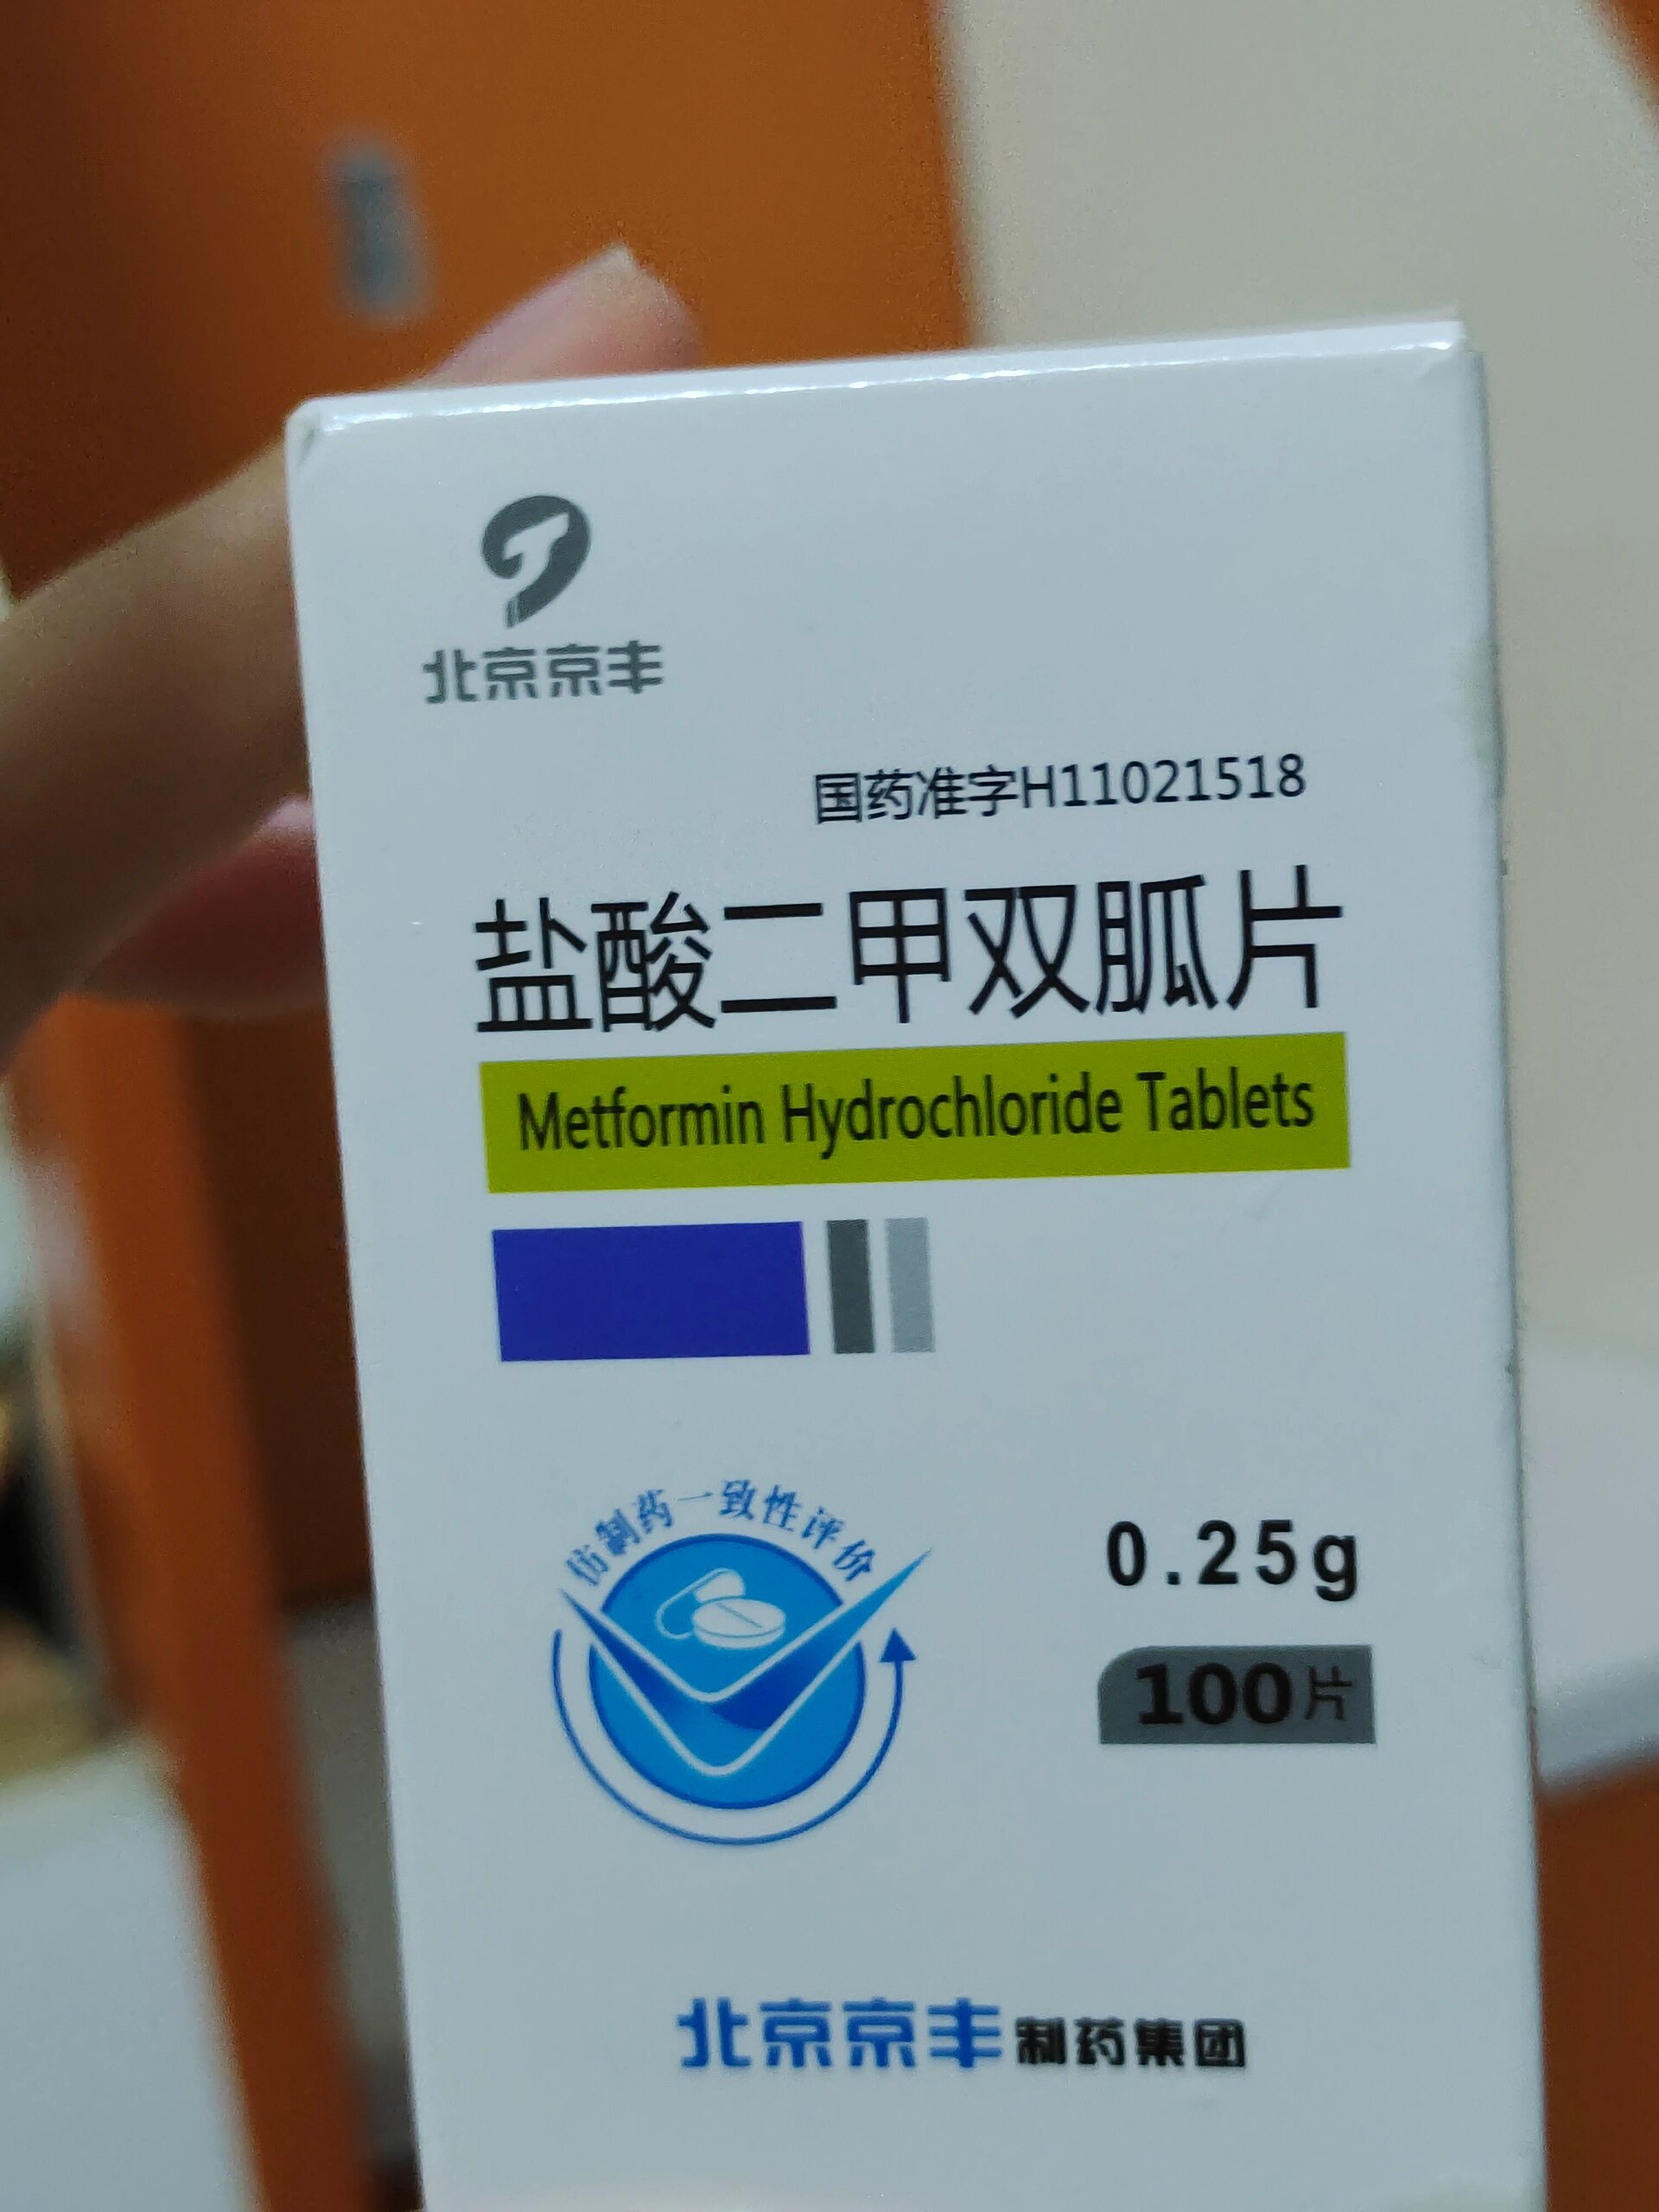 北京京丰
国药准字H11021518
盐酸二甲双胍片
Metformin Hydrochloride Tablets
仿制药一致性评价
0.25g
100片
北京京丰制药集团